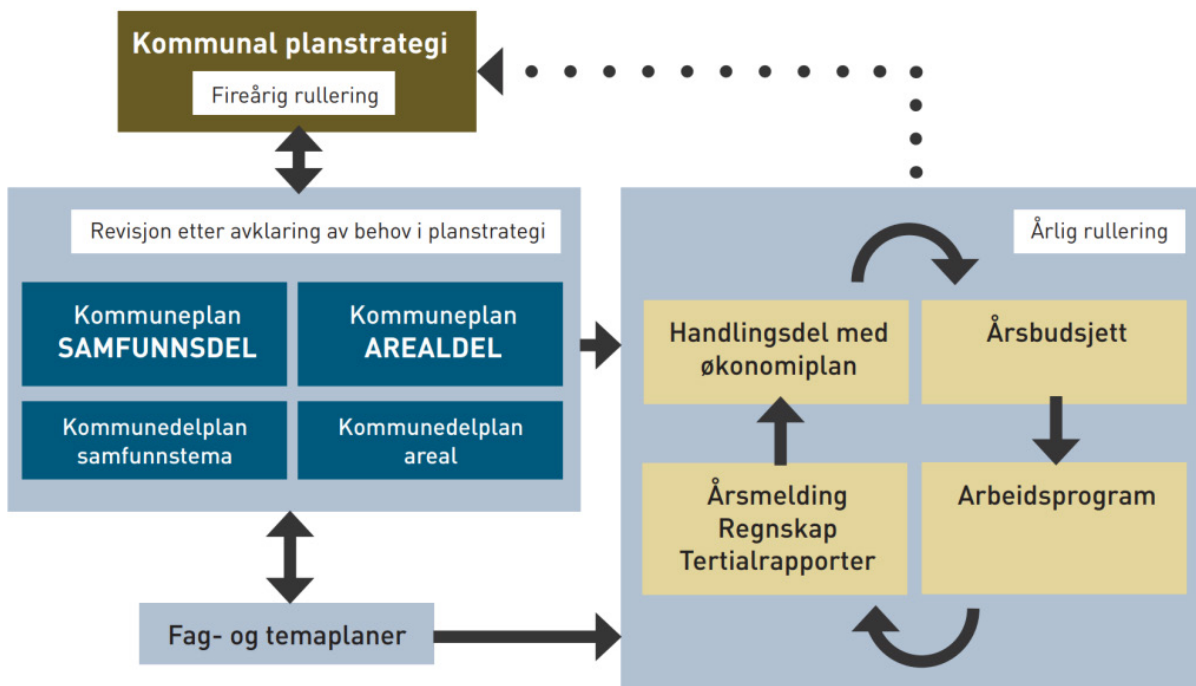 Kommunal planstrategi
Fireårig rullering
Revisjon etter avklaring av behov i planstrategi
Kommuneplan
SAMFUNNSDEL
Kommuneplan
AREALDEL
Kommunedelplan
samfunnstema
Kommunedelplan
areal
Fag- og temaplaner
Årlig rullering
Handlingsdel med
økonomiplan
Årsbudsjett
Årsmelding
Regnskap
Tertialrapporter
Arbeidsprogram